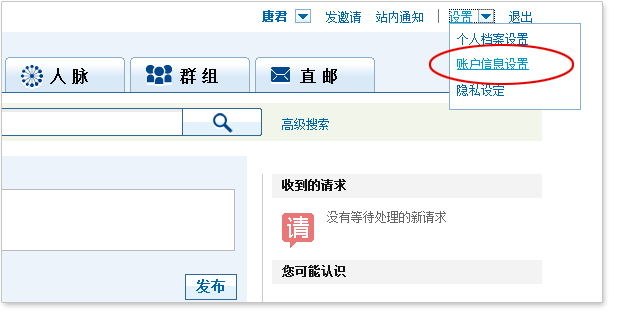 唐君 发邀请 站内通知 | 设置 退出
个人档案设置
账户信息设置
隐私设定
人脉 群组 直邮
高级搜索
收到的请求
请 没有等待处理的新请求
您可能认识
发布